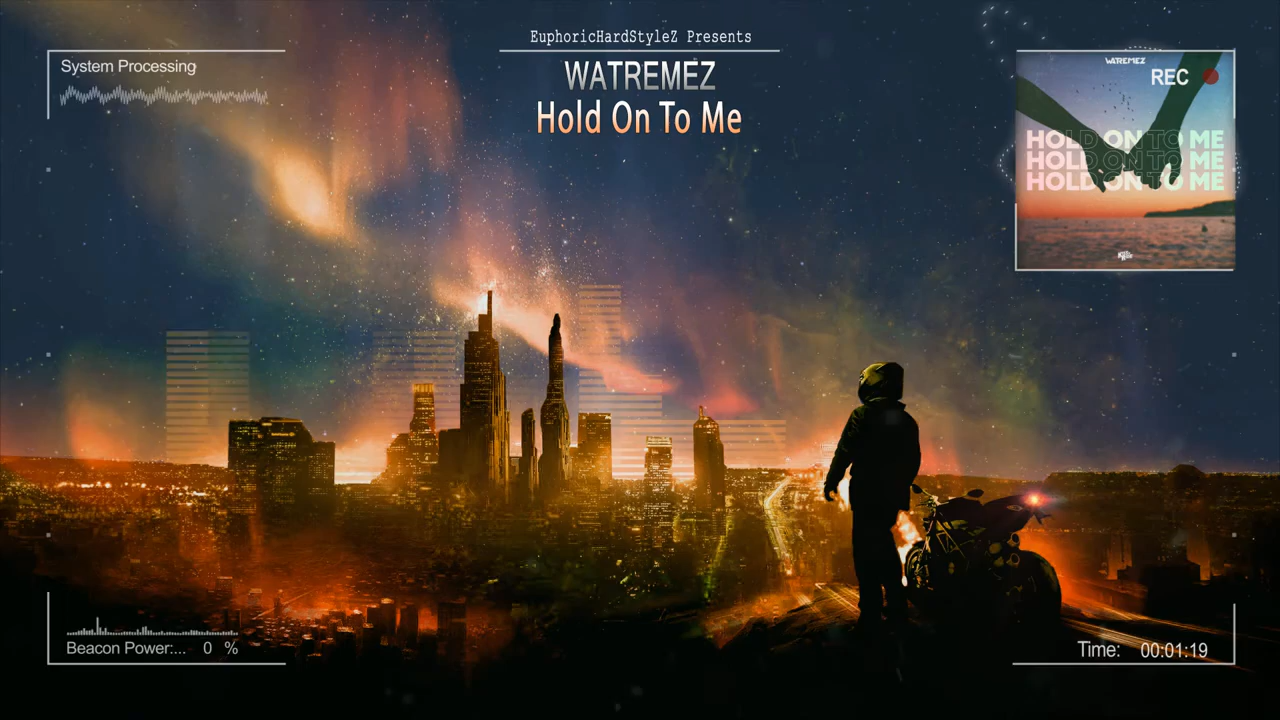 EuphoricHardStyleZ Presents
WATREMEZ
Hold On To Me
System Processing
WATREMEZ
REC
HOLD ON TO ME
HOLD ON TO ME
HOLD ON TO ME
Beacon Power:... 0 %
Time: 00:01:19